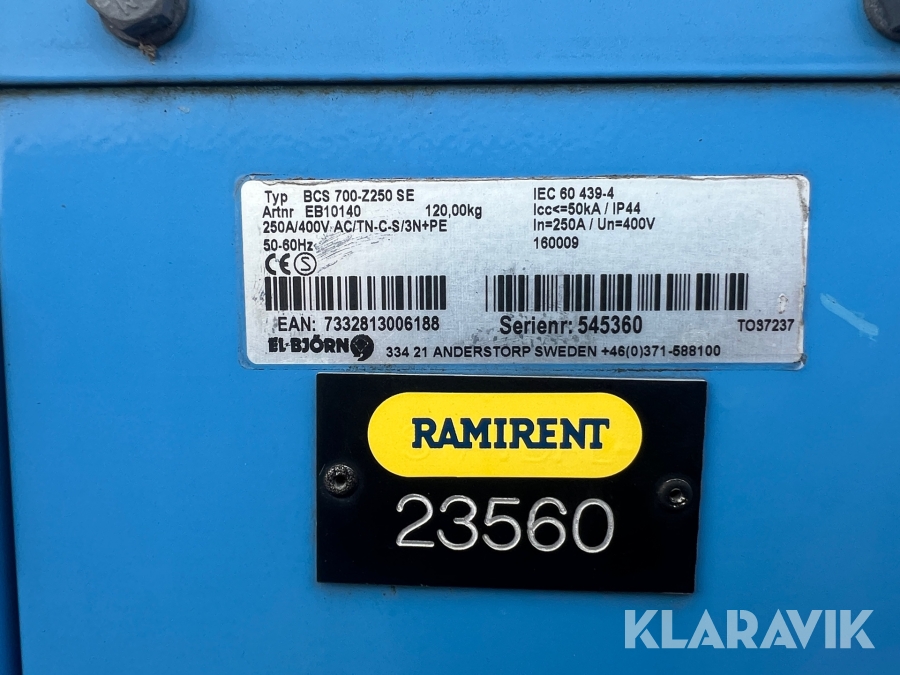 Typ BCS 700-Z250 SE
Artnr EB10140 120,00kg
250A/400V AC/TN-C-S/3N+PE
50-60Hz
CE S
IEC 60 439-4
Icc<=50kA / IP44
In=250A / Un=400V
160009
EAN: 7332813006188
Serienr: 545360
TO37237
EL-BJÖRN
334 21 ANDERSTORP SWEDEN +46(0)371-588100
RAMIRENT
23560
KLARAVIK